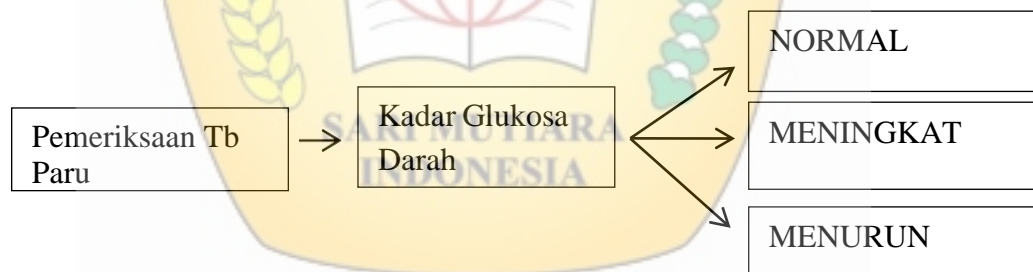 Pemeriksaan Tb
Paru
Kadar Glukosa
Darah
NORMAL
MENINGKAT
MENURUN
SARI MUTIARA
INDONESIA